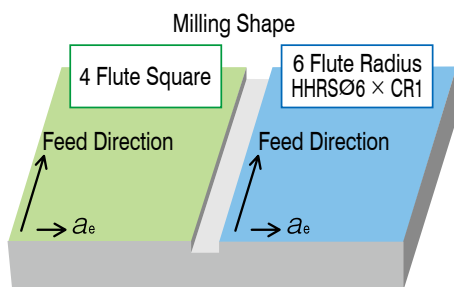 Milling Shape
4 Flute Square
6 Flute Radius
HHRSØ6 × CR1
Feed Direction
Feed Direction
ae
ae